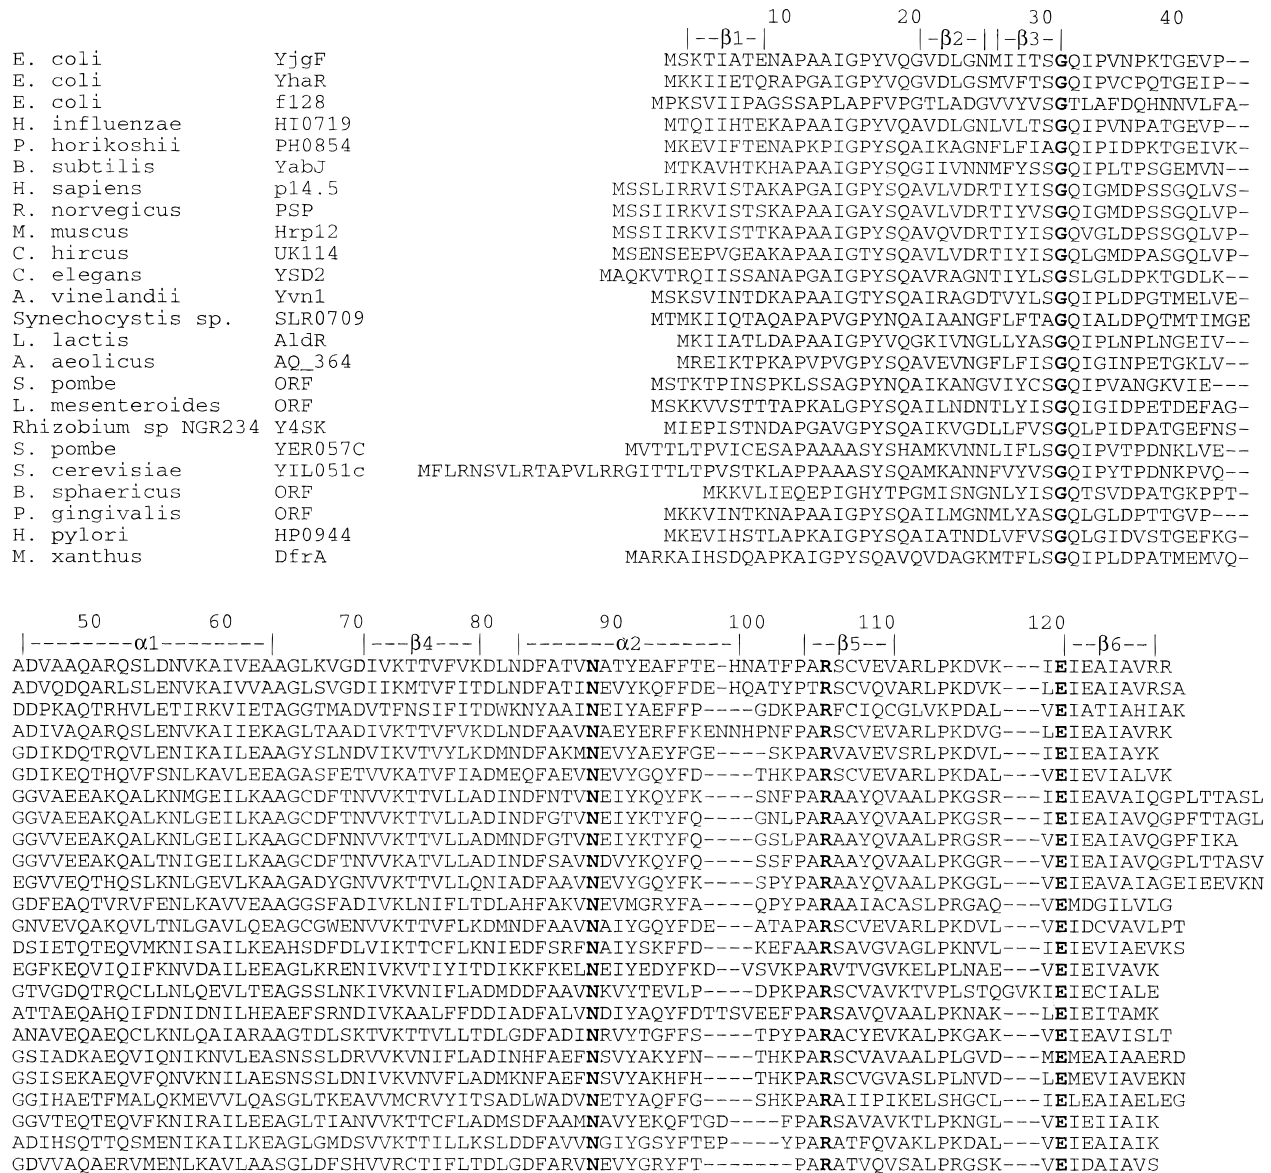 10 20 30 40
|--β1--| |-β2-| |-β3-|
E. coli YjgF MSKTIATENAPAAIGPYVQGVDLGNMIITSGQIPVNPKTGEVP--
E. coli YhaR MKKIIETQRAPGAIGPYVQGVDLGSMVFTSGQIPVCPQTGEIP--
E. coli f128 MPKSVIIPAGSSAPLAPFVPGTLADGVVYVSGTLAFDQHNNVLFA-
H. influenzae HI0719 MTQIIHTEKAPAAIGPYVQAVDLGNLVLTSGQIPVNPATGEVP--
P. horikoshii PH0854 MKEVIFTENAPKPIGPYSQAIKAGNFLFIAGQIPIDPKTGEIVK-
B. subtilis YabJ MTKAVHTKHAPAAIGPYSQGIIVNNMFYSSGQIPLTPSGEMVN--
H. sapiens p14.5 MSSLIRRVISTAKAPGAIGPYSQAVLVDRTIYISGQIGMDPSSGQLVS-
R. norvegicus PSP MSSIIRKVISTSKAPAAIGAYSQAVLVDRTIYVSGQIGMDPSSGQLVP-
M. muscus Hrp12 MSSIIRKVISTTKAPAAIGPYSQAVQVDRTIYISGQVGLDPSSGQLVP-
C. hircus UK114 MSENSEEPVGEAKAPAAIGTYSQAVLVDRTIYISGQLGMDPASGQLVP-
C. elegans YSD2 MAQKVTRQIISSANAPGAIGPYSQAVRAGNTIYLSGSLGLDPKTGDLK--
A. vinelandii Yvn1 MSKSVINTDKAPAAIGTYSQAIRAGDTVYLSGQIPLDPGTMELVE-
Synechocystis sp. SLR0709 MTMKIIQTAQAPAPVGPYNQAIAANGFLFTAGQIALDPQTMTIMGE
L. lactis AldR MKIIATLDAPAAIGPYVQGKIVNGLLYASGQIPLNPLNGEIV--
A. aeolicus AQ_364 MREIKTPKAPVPVGPYSQAVEVNGFLFISGQIGINPETGKLV--
S. pombe ORF MSTKTPINSPKLSSAGPYNQAIKANGVIYCSGQIPVANGKVIE---
L. mesenteroides ORF MSKKVVSTTTAPKALGPYSQAILNDNTLYISGQIGIDPETDEFAG-
Rhizobium sp NGR234 Y4SK MIEPISTNDAPGAVGPYSQAIKVGDLLFVSGQLPIDPATGEFNS-
S. pombe YER057C MVTTLTPVICESAPAAAASYSHAMKVNNLIFLSGQIPVTPDNKLVE--
S. cerevisiae YIL051c MFLRNSVLRTAPVLRRGITTLTPVSTKLAPPAAASYSQAMKANNFVYVSGQIPYTPDNKPVQ--
B. sphaericus ORF MKKVLIEQEPIGHYTPGMISNGNLYISGQTSVDPATGKPPT-
P. gingivalis ORF MKKVINTKNAPAAIGPYSQAILMGNMLYASGQLGLDPTTGVP---
H. pylori HP0944 MKEVIHSTLAPKAIGPYSQAIATNDLVFVSGQLGIDVSTGEFKG-
M. xanthus DfrA MARKAIHSDQAPKAIGPYSQAVQVDAGKMTFLSGQIPLDPATMEMVQ-
50 60 70 80 90 100 110 120
|--------α1---------| |---β4---| |-------α2--------| |--β5--| |--β6--|
ADVAAQARQSLDNVKAIVEAAGLKVGDIVKTTVFVKDLNDFATVNATYEAFFTE-HNATFPARSCVEVARLPKDVK---IEIEAIAVRR
ADVQDQARLSLENVKAIVVAAGLSVGDIIKMTVFITDLNDFATINEVYKQFFDE-HQATYPTRSCVQVARLPKDVK---LEIEAIAVRSA
DDPKAQTRHVLETIRKVIETAGGTMADVTFNSIFITDWKNYAAINEIYAEFFP----GDKPARFCIQCGLVKPDAL---VEIATIAHIAK
ADIVAQARQSLENVKAIIEKAGLTAADIVKTTVFVKDLNDFAAVNAEYERFFKENNHPNFPARSCVEVARLPKDVG---LEIEAIAVRK
GDIKDQTRQVLENIKAILEAAGYSLNDVIKVTVYLKDMNDFAKMNEVYAEYFGE----SKPARVAVEVSRLPKDVL---IEIEAIAYK
GDIKEQTHQVFSNLKAVLEEAGASFETVVKATVFIADMEQFAEVNEVYGQYFD----THKPARSCVEVARLPKDAL---VEIEVIALVK
GGVAEEAKQALKNMGEILKAAGCDFTNVVKTTVLLADINDFNTVNEIYKQYFK----SNFPARAAYQVAALPKGSR---IEIEAVAIQGPLTTASL
GGVAEEAKQALKNLGEILKAAGCDFTNVVKTTVLLADINDFGTVNEIYKTYFQ----GNLPARAAYQVAALPKGSR---IEIEAIAVQGPFTTAGL
GGVVEEAKQALKNLGEILKAAGCDFNNVVKTTVLLADMNDFGTVNEIYKTYFQ----GSLPARAAYQVAALPRGSR---VEIEAIAVQGPFIKA
GGVVEEAKQALTNIGEILKAAGCDFTNVVKATVLLADINDFSAVNDVYKQYFQ----SSFPARAAYQVAALPKGGR---VEIEAIAVQGPLTTASV
EGVVEQTHQSLKNLGEVLKAAGADYGNVVKTTVLLQNIADFAAVNEVYGQYFK----SPYPARAAYQVAALPKGGL---VEIEAVAIAGEIEEVKN
GDFEAQTVRVFENLKAVVEAAGGSFADIVKLNIFLTDLAHFAKVNEVMGRYFA----QPYPARAAIACASLPRGAQ---VEMDGILVLG
GNVEVQAKQVLTNLGAVLQEAGCGWENVVKTTVFLKDMNDFAAVNAIYGQYFDE----ATAPARSCVEVARLPKDVL---VEIDCVAVLPT
DSIETQTEQVMKNISAILKEAHSDFDLVIKTTCFLKNIEDFSRFNAIYSKFFD----KEFAARSAVGVAGLPKNVL---IEIEVIAEVKS
EGFKEQVIQIFKNVDAILEEAGLKRENIVKVTIYITDIKKFKELNEIYEDYFKD--VSVKPARVTVGVKELPLNAE---VEIEIVAVK
GTVGDQTRQCLLNLQEVLTEAGSSLNKIVKVNIFLADMDDFAAVNKVYTEVLP----DPKPARSCVAVKTVPLSTQGVKIEIECIALE
ATTAEQAHQIFDNIDNILHEAEFSRNDIVKAALFFDDIADFALVNDIYAQYFDTTSVEEFPARSAVQVAALPKNAK---LEIEITAMK
ANAVEQAEQCLKNLQAIARAAGTDLSKTVKTTVLLTDLGDFADINRVYTGFFS----TPYPARACYEVKALPKGAK---VEIEAVISLT
GSIADKAEQVIQNIKNVLEASNSSLDRVVKVNIFLADINHFAEFNSVYAKYFN----THKPARSCVAVAALPLGVD---MEMEAIAAERD
GSISEKAEQVFQNVKNILAESNSSLDNIVKVNVFLADMKNFAEFNSVYAKHFH----THKPARSCVGVASLPLNVD---LEMEVIAVEKN
GGIHAETFMALQKMEVVLQASGLTKEAVVMCRVYITSADLWADVNETYAQFFG----SHKPARAIIPIKELSHGCL---IELEAIAELEG
GGVTEQTEQVFKNIRAILEEAGLTIANVVKTTVFLADMSDFAAMNAVYEKQFTGD----FPARSAVAVKTLPKNGL---VEIEIIAIK
ADIHSQTTQSMENIKAILKEAGLGMDSVVKTTILLKSLDDFAVVNGIYGSYFTEP----YPARATFQVAKLPKDAL---VEIEAIAIK
GDVVAQAERVMENLKAVLAASGLDFSHVVRCTIFLTDLGDFARVNEVYGRYFT-------PARATVQVSALPRGSK---VEIDAIAVS